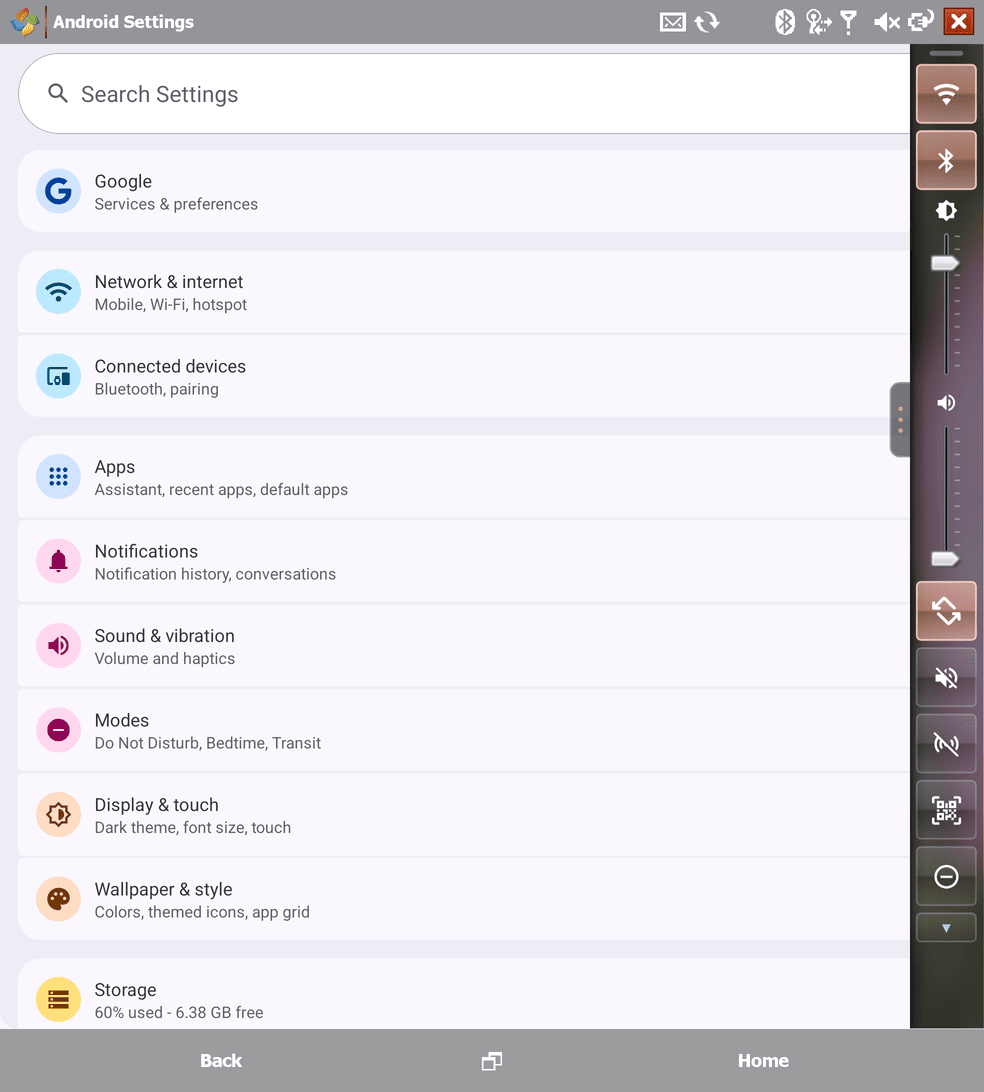 Android Settings
Search Settings
Google
Services & preferences
Network & internet
Mobile, Wi-Fi, hotspot
Connected devices
Bluetooth, pairing
Apps
Assistant, recent apps, default apps
Notifications
Notification history, conversations
Sound & vibration
Volume and haptics
Modes
Do Not Disturb, Bedtime, Transit
Display & touch
Dark theme, font size, touch
Wallpaper & style
Colors, themed icons, app grid
Storage
60% used - 6.38 GB free
Back
Home